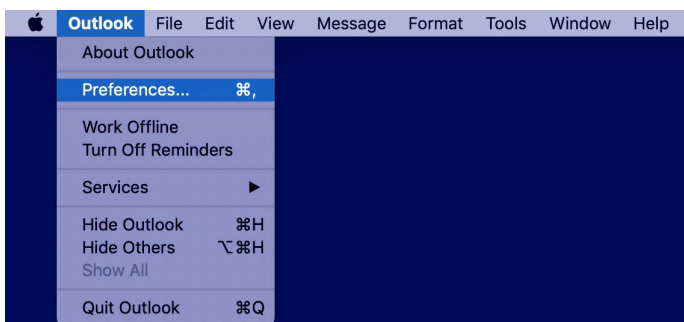 Outlook File Edit View Message Format Tools Window Help
About Outlook
Preferences... ⌘,
Work Offline
Turn Off Reminders
Services ▶
Hide Outlook ⌘H
Hide Others ⌥⌘H
Show All
Quit Outlook ⌘Q